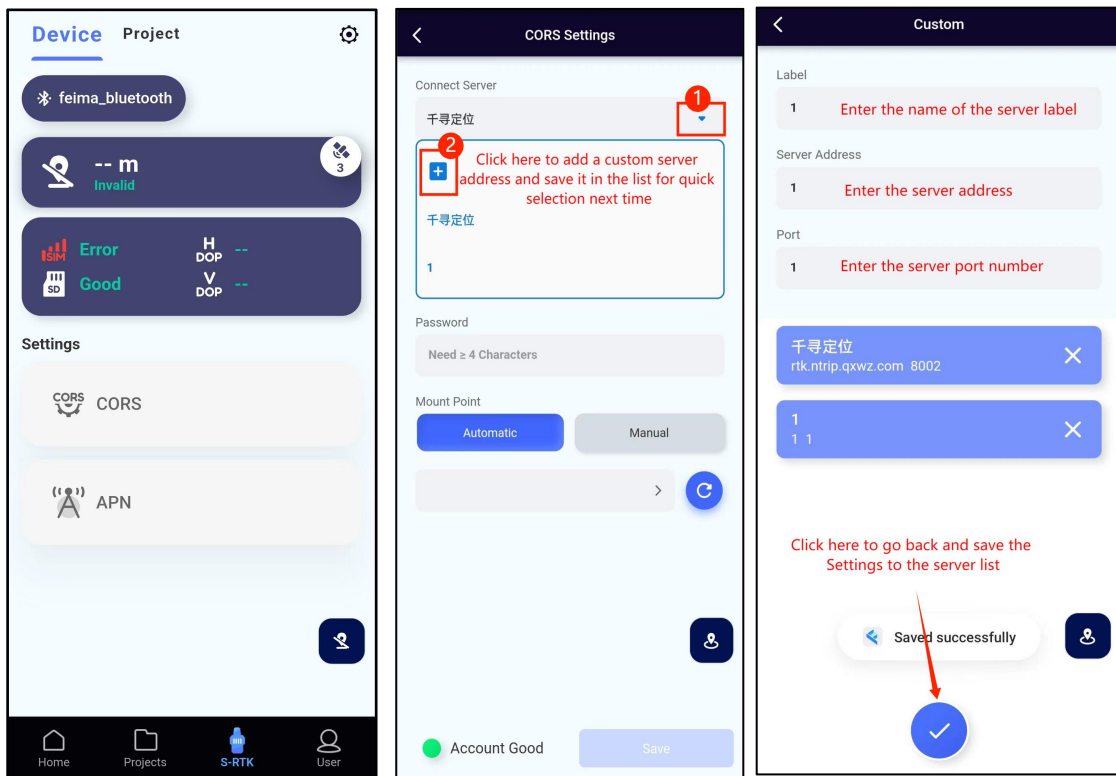 Device Project
feima_bluetooth
-- m
Invalid
3
SIM
Error
H
DOP
--
SD
Good
V
DOP
--
Settings
CORS
CORS
APN
Home
Projects
S-RTK
User
CORS Settings
Connect Server
1
千寻定位
2
Click here to add a custom server
address and save it in the list for quick
selection next time
千寻定位
1
Password
Need ≥ 4 Characters
Mount Point
Automatic
Manual
Account Good
Save
Custom
Label
1 Enter the name of the server label
Server Address
1 Enter the server address
Port
1 Enter the server port number
千寻定位
rtk.ntrip.qxwz.com 8002
1
1 1
Click here to go back and save the
Settings to the server list
Saved successfully